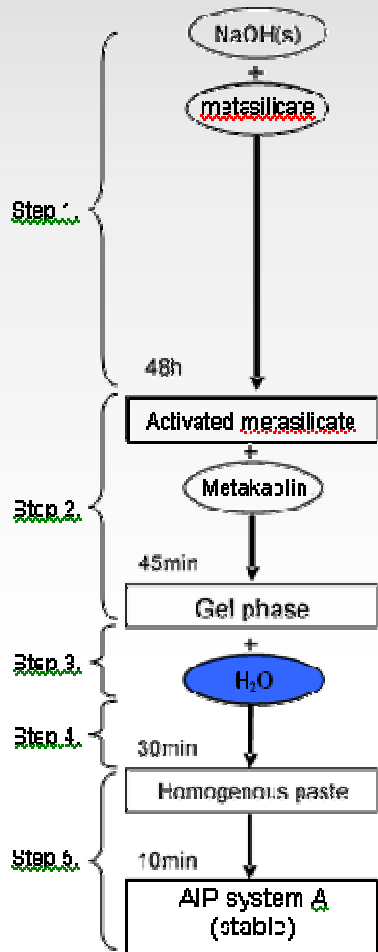 NaOH(s)
+
metasilicate
Step 1.
48h
Activated metasilicate
+
Metakaolin
Step 2.
45min
Gel phase
+
Step 3.
H₂O
Step 4.
30min
Homogenous paste
Step 5.
10min
AIP system A
(stable)